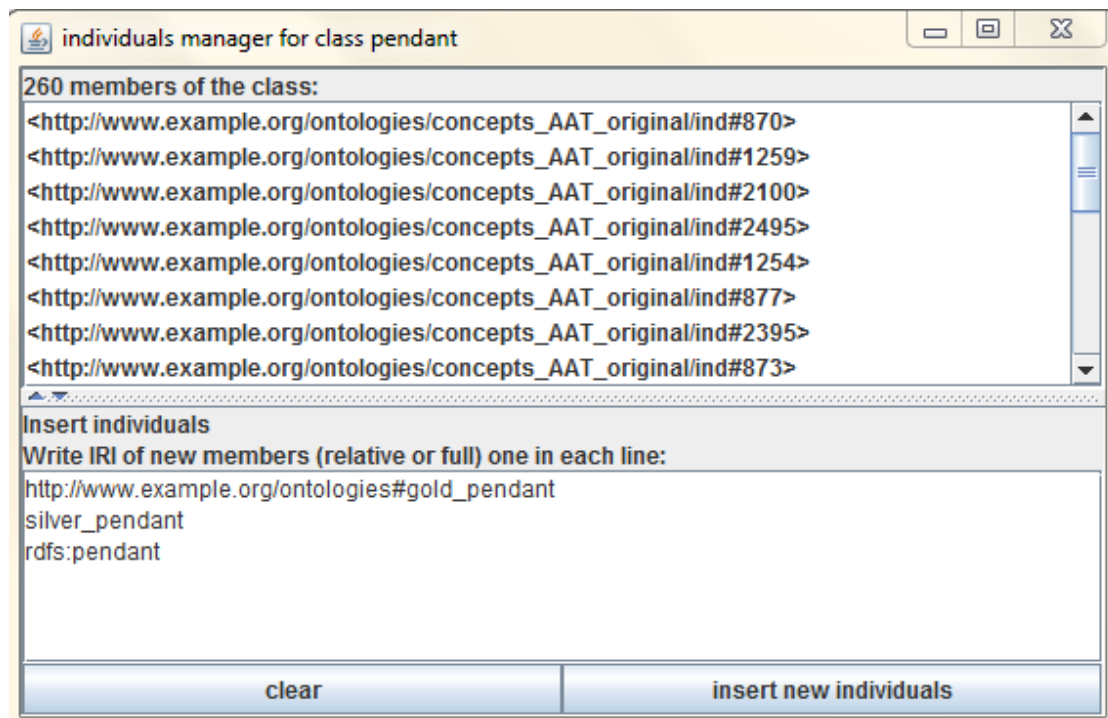 individuals manager for class pendant
260 members of the class:
<http://www.example.org/ontologies/concepts_AAT_original/ind#870>
<http://www.example.org/ontologies/concepts_AAT_original/ind#1259>
<http://www.example.org/ontologies/concepts_AAT_original/ind#2100>
<http://www.example.org/ontologies/concepts_AAT_original/ind#2495>
<http://www.example.org/ontologies/concepts_AAT_original/ind#1254>
<http://www.example.org/ontologies/concepts_AAT_original/ind#877>
<http://www.example.org/ontologies/concepts_AAT_original/ind#2395>
<http://www.example.org/ontologies/concepts_AAT_original/ind#873>
Insert individuals
Write IRI of new members (relative or full) one in each line:
http://www.example.org/ontologies#gold_pendant
silver_pendant
rdfs:pendant
clear
insert new individuals